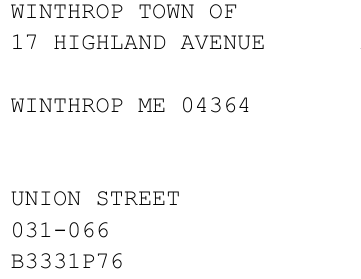 WINTHROP TOWN OF
17 HIGHLAND AVENUE
WINTHROP ME 04364
UNION STREET
031-066
B3331P76